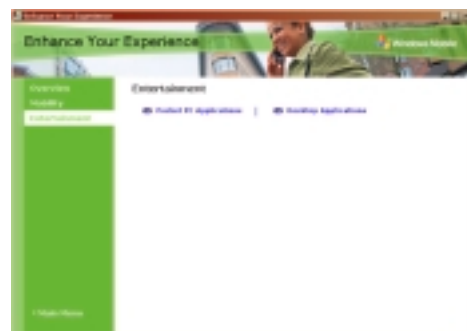 Enhance Your Experience
Enhance Your Experience
Windows Mobile
Overview
Mobility
Entertainment
Entertainment
Pocket PC Applications | Desktop Applications
Main Menu